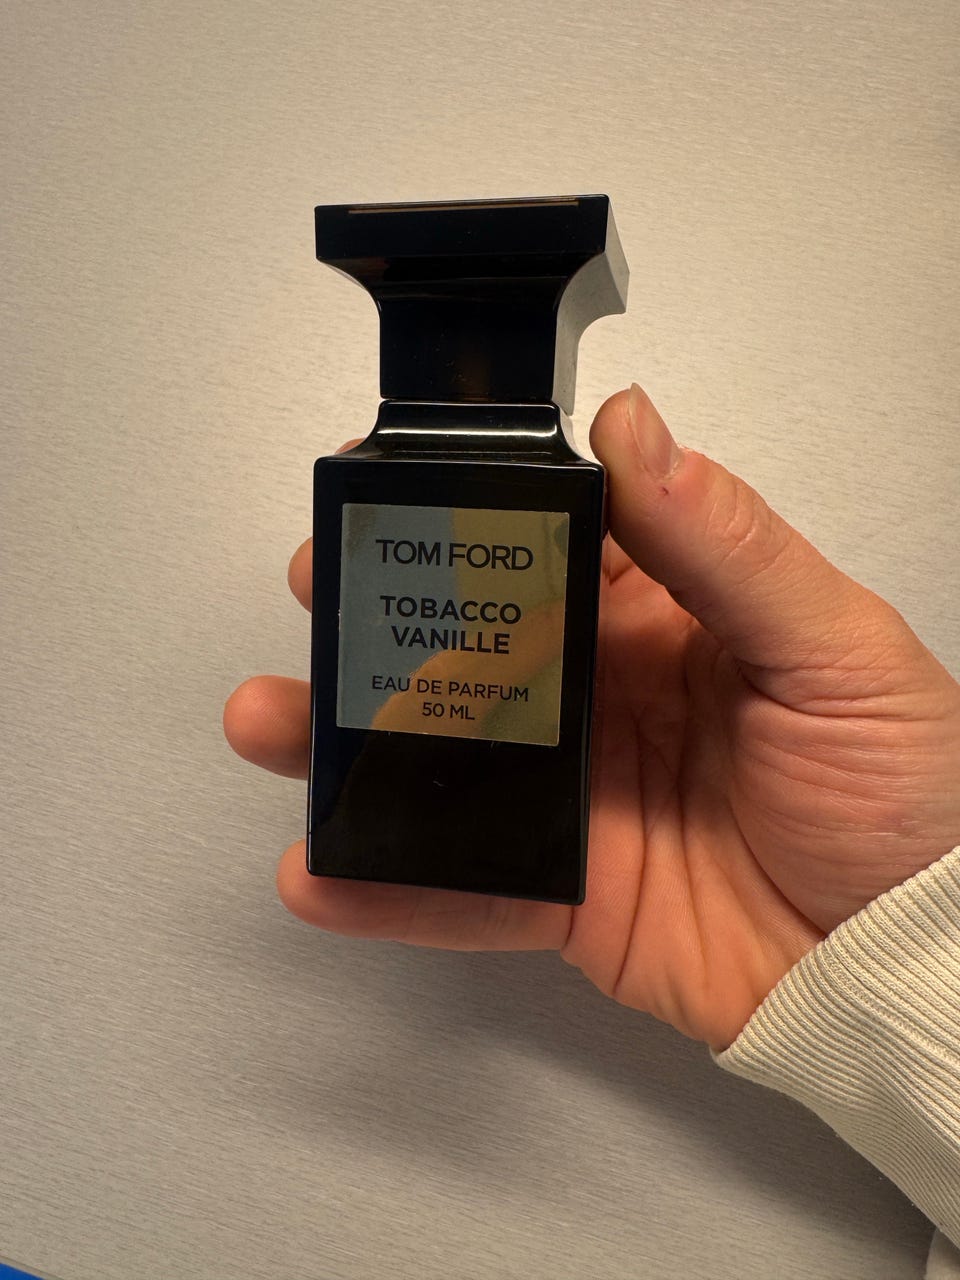 TOM FORD
TOBACCO
VANILLE
EAU DE PARFUM
50 ML